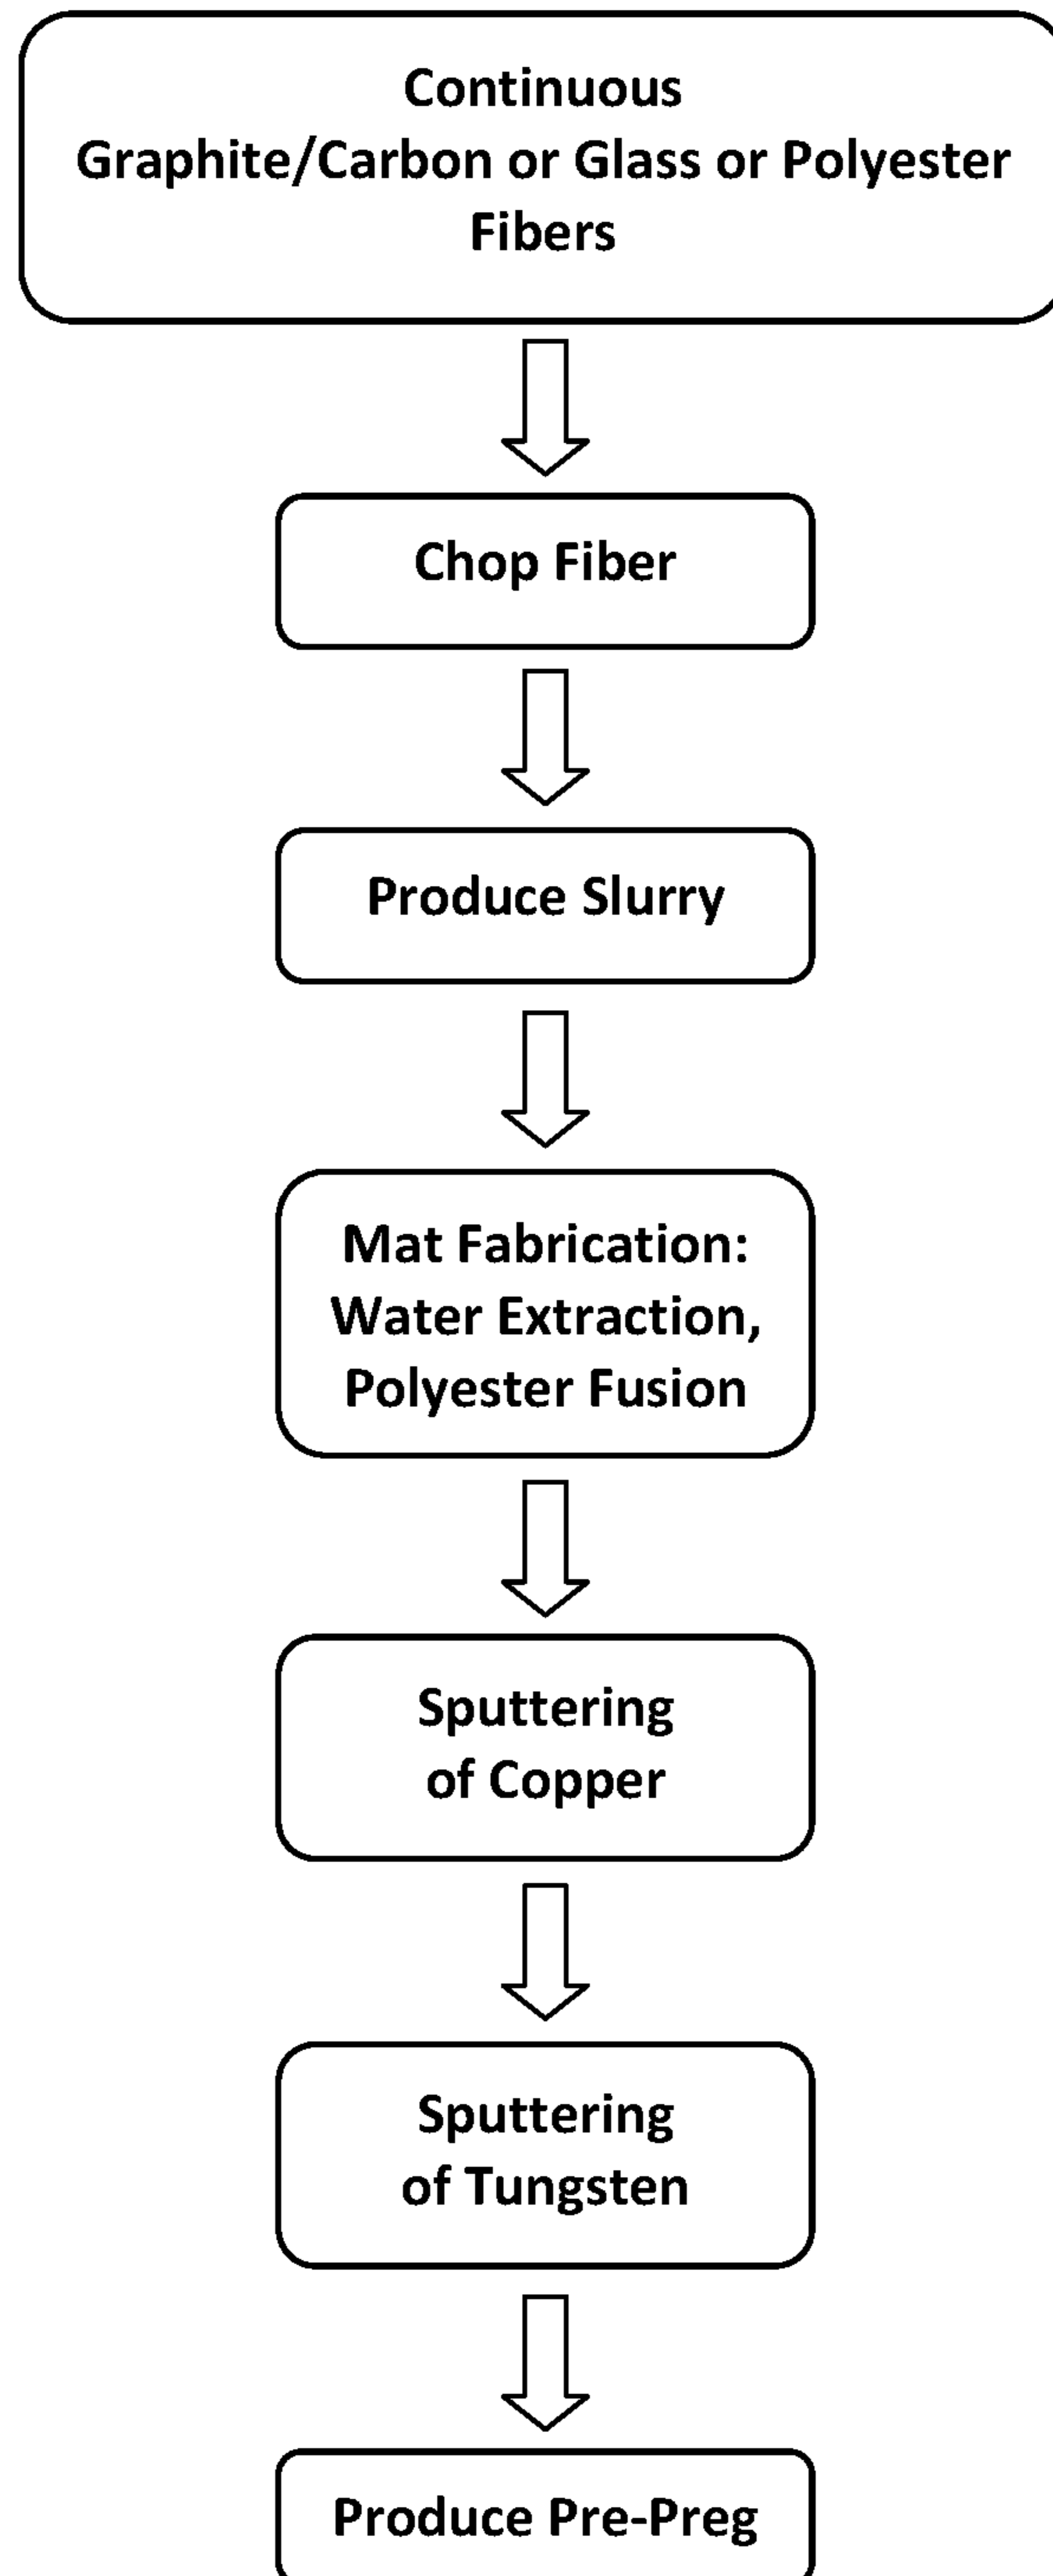 Continuous
Graphite/Carbon or Glass or Polyester
Fibers
Chop Fiber
Produce Slurry
Mat Fabrication:
Water Extraction,
Polyester Fusion
Sputtering
of Copper
Sputtering
of Tungsten
Produce Pre-Preg